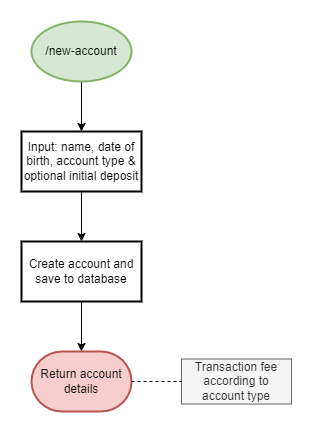 /new-account
Input: name, date of
birth, account type &
optional initial deposit
Create account and
save to database
Return account
details
Transaction fee
according to
account type